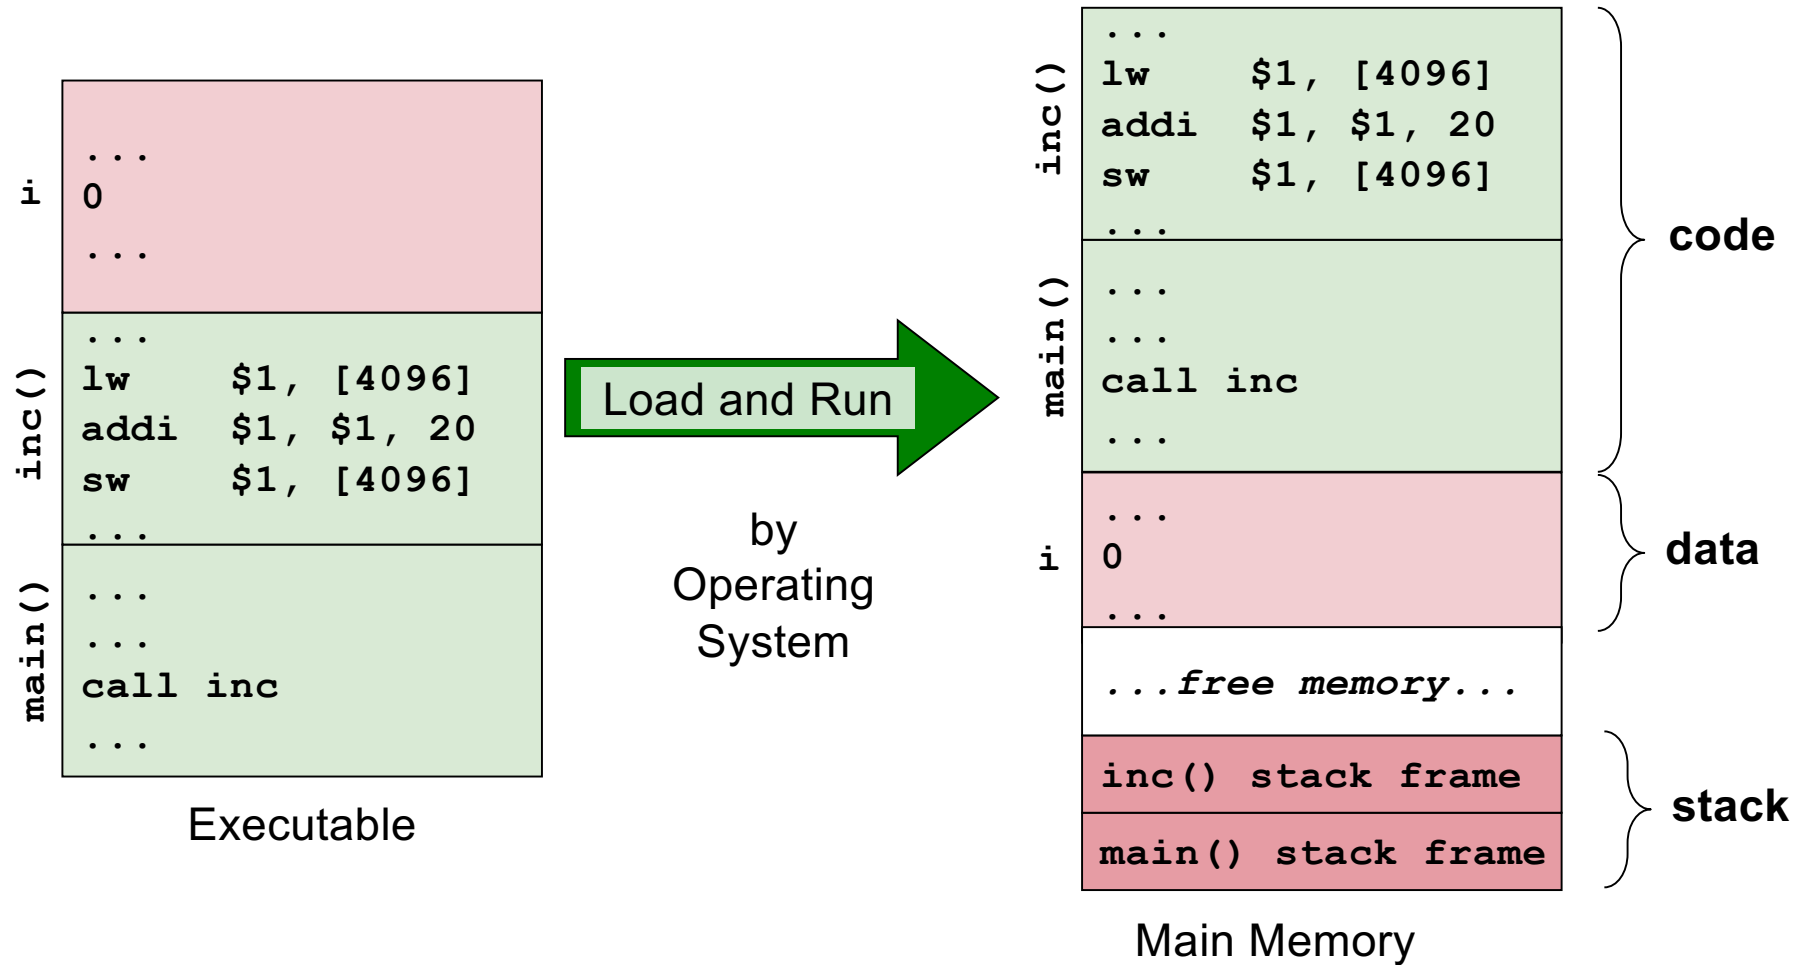 i
...
0
...
inc()
...
lw $1, [4096]
addi $1, $1, 20
sw $1, [4096]
...
main()
...
...
call inc
...
Executable
Load and Run
by
Operating
System
inc()
...
lw $1, [4096]
addi $1, $1, 20
sw $1, [4096]
...
main()
...
...
call inc
...
code
i
...
0
...
data
...free memory...
inc() stack frame
main() stack frame
stack
Main Memory